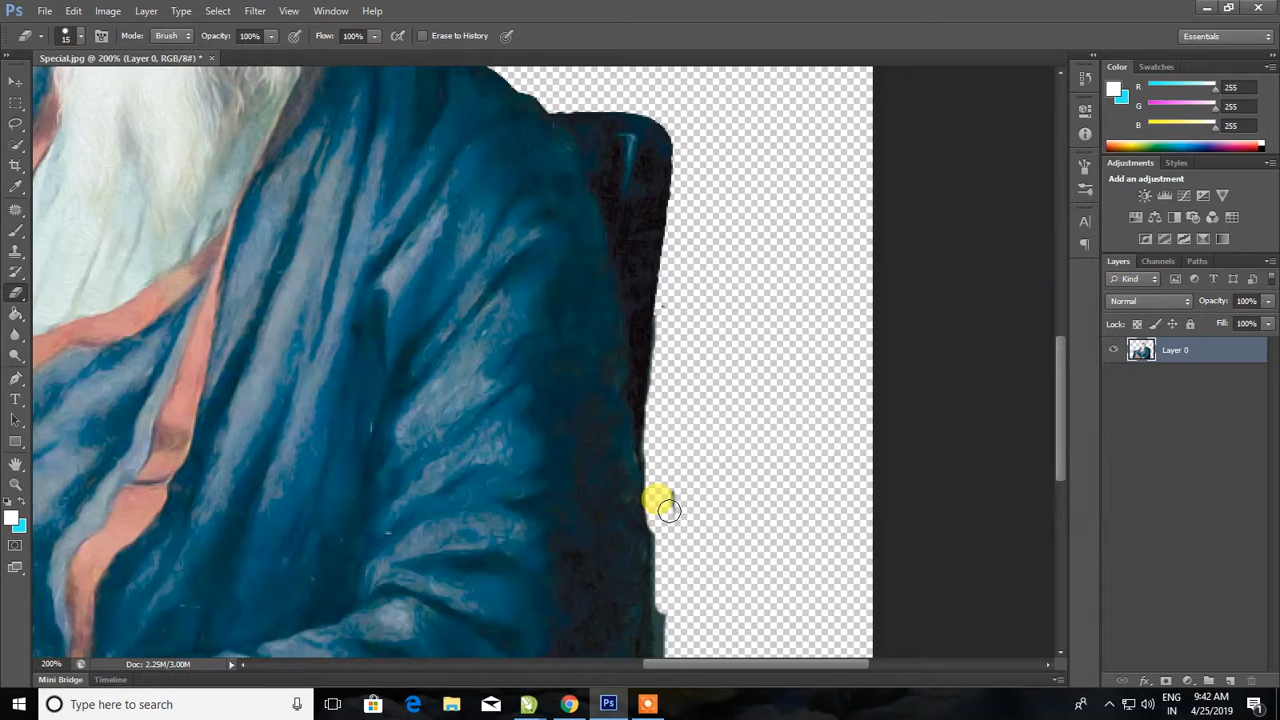 Ps File Edit Image Layer Type Select Filter View Window Help
15 Mode: Brush Opacity: 100% Flow: 100% Erase to History Essentials
Special.jpg @ 200% (Layer 0, RGB/8#) * ×
Color Swatches
R 255
G 255
B 255
Adjustments Styles
Add an adjustment
Layers Channels Paths
Kind
Normal Opacity: 100%
Lock: Fill: 100%
Layer 0
200% Doc: 2.25M/3.00M
Mini Bridge Timeline
Type here to search
ENG
IN
9:42 AM
4/25/2019